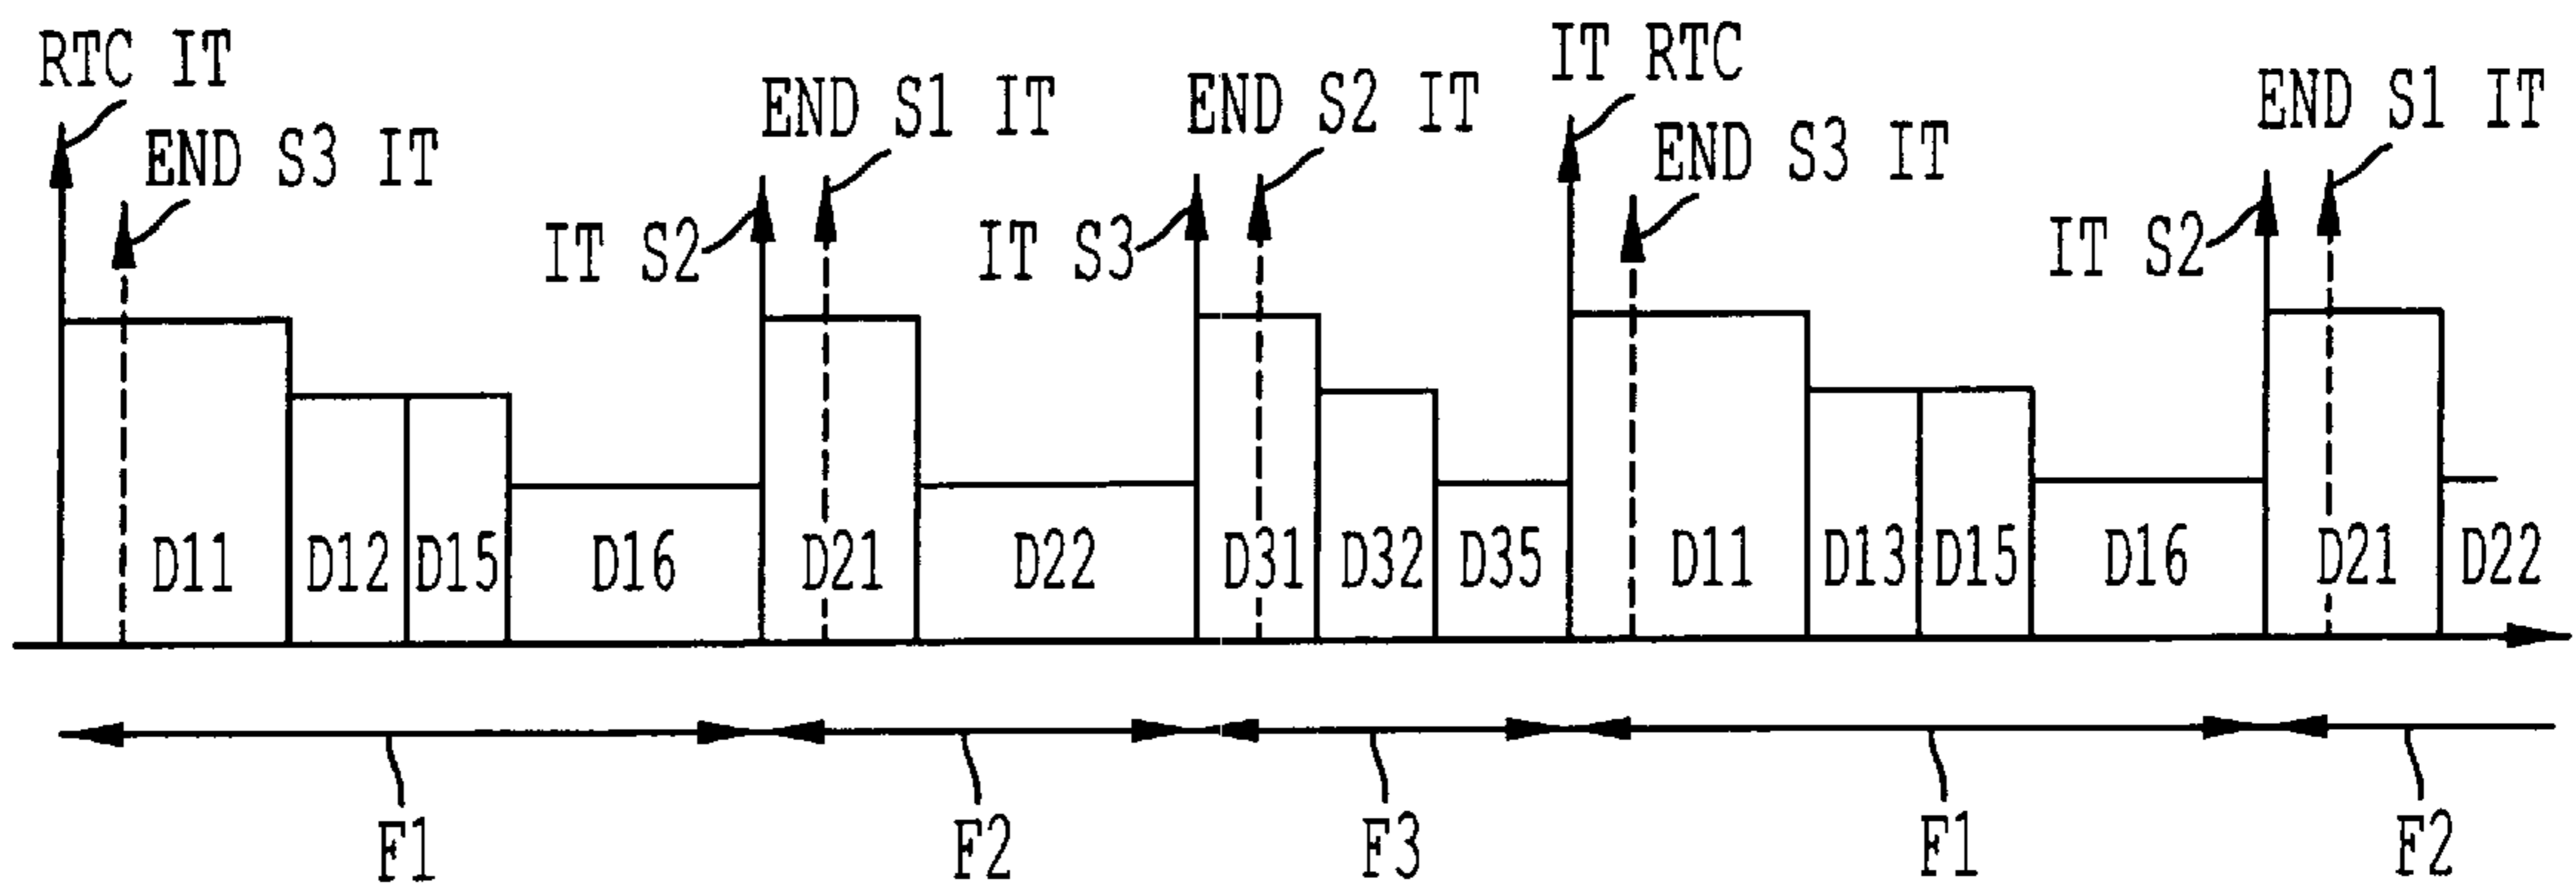 RTC IT
END S3 IT
IT S2
END S1 IT
IT S3
END S2 IT
IT RTC
END S3 IT
IT S2
END S1 IT
D11
D12
D15
D16
D21
D22
D31
D32
D35
D11
D13
D15
D16
D21
D22
F1
F2
F3
F1
F2